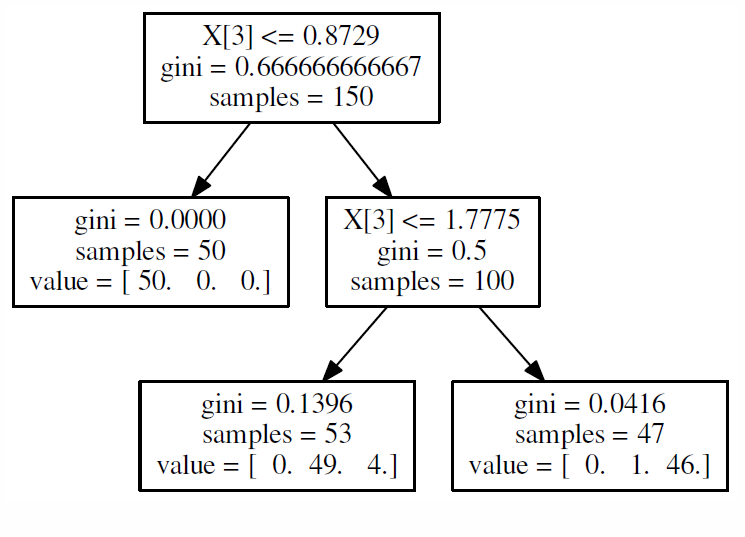 X[3] <= 0.8729
gini = 0.666666666667
samples = 150
gini = 0.0000
samples = 50
value = [ 50.   0.   0.]
X[3] <= 1.7775
gini = 0.5
samples = 100
gini = 0.1396
samples = 53
value = [  0.  49.   4.]
gini = 0.0416
samples = 47
value = [  0.   1.  46.]